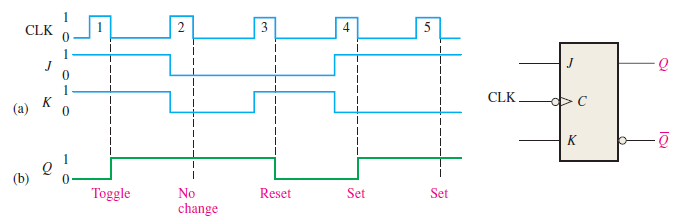 CLK 1 0 1 2 3 4 5
J 1 0
(a) K 1 0
(b) Q 1 0
Toggle No change Reset Set Set
J Q
CLK C
K Q̅